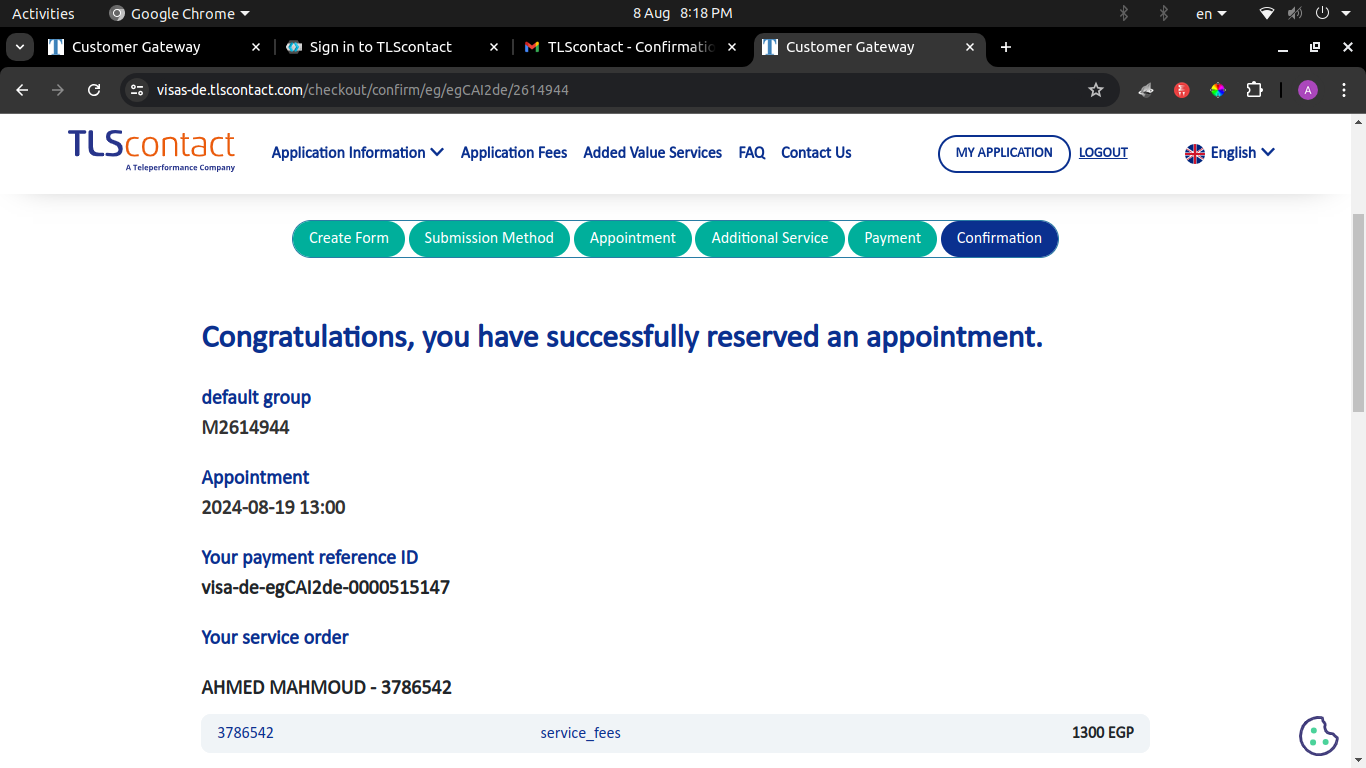 Activities
Google Chrome
8 Aug 8:18 PM
en
Customer Gateway
Sign in to TLScontact
TLScontact - Confirmatio
Customer Gateway
visas-de.tlscontact.com/checkout/confirm/eg/egCAI2de/2614944
A
TLScontact
A Teleperformance Company
Application Information
Application Fees
Added Value Services
FAQ
Contact Us
MY APPLICATION
LOGOUT
English
Create Form
Submission Method
Appointment
Additional Service
Payment
Confirmation
Congratulations, you have successfully reserved an appointment.
default group
M2614944
Appointment
2024-08-19 13:00
Your payment reference ID
visa-de-egCAI2de-0000515147
Your service order
AHMED MAHMOUD - 3786542
3786542 service_fees 1300 EGP